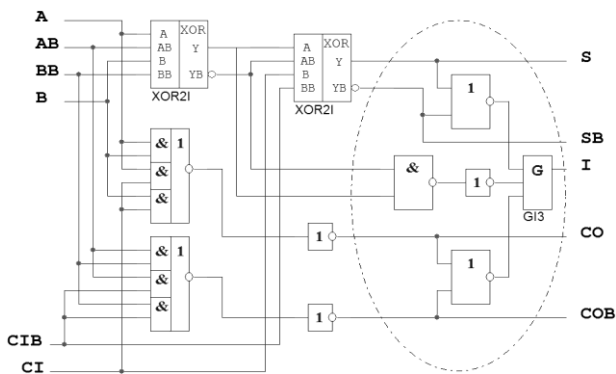 A
AB
BB
B
A XOR
AB Y
B
BB YB
XOR2I
A XOR
AB Y
B
BB YB
XOR2I
S
1
SB
& 1
&
&
&
1
G
I
GI3
1
CO
& 1
&
&
1
1
COB
CIB
CI